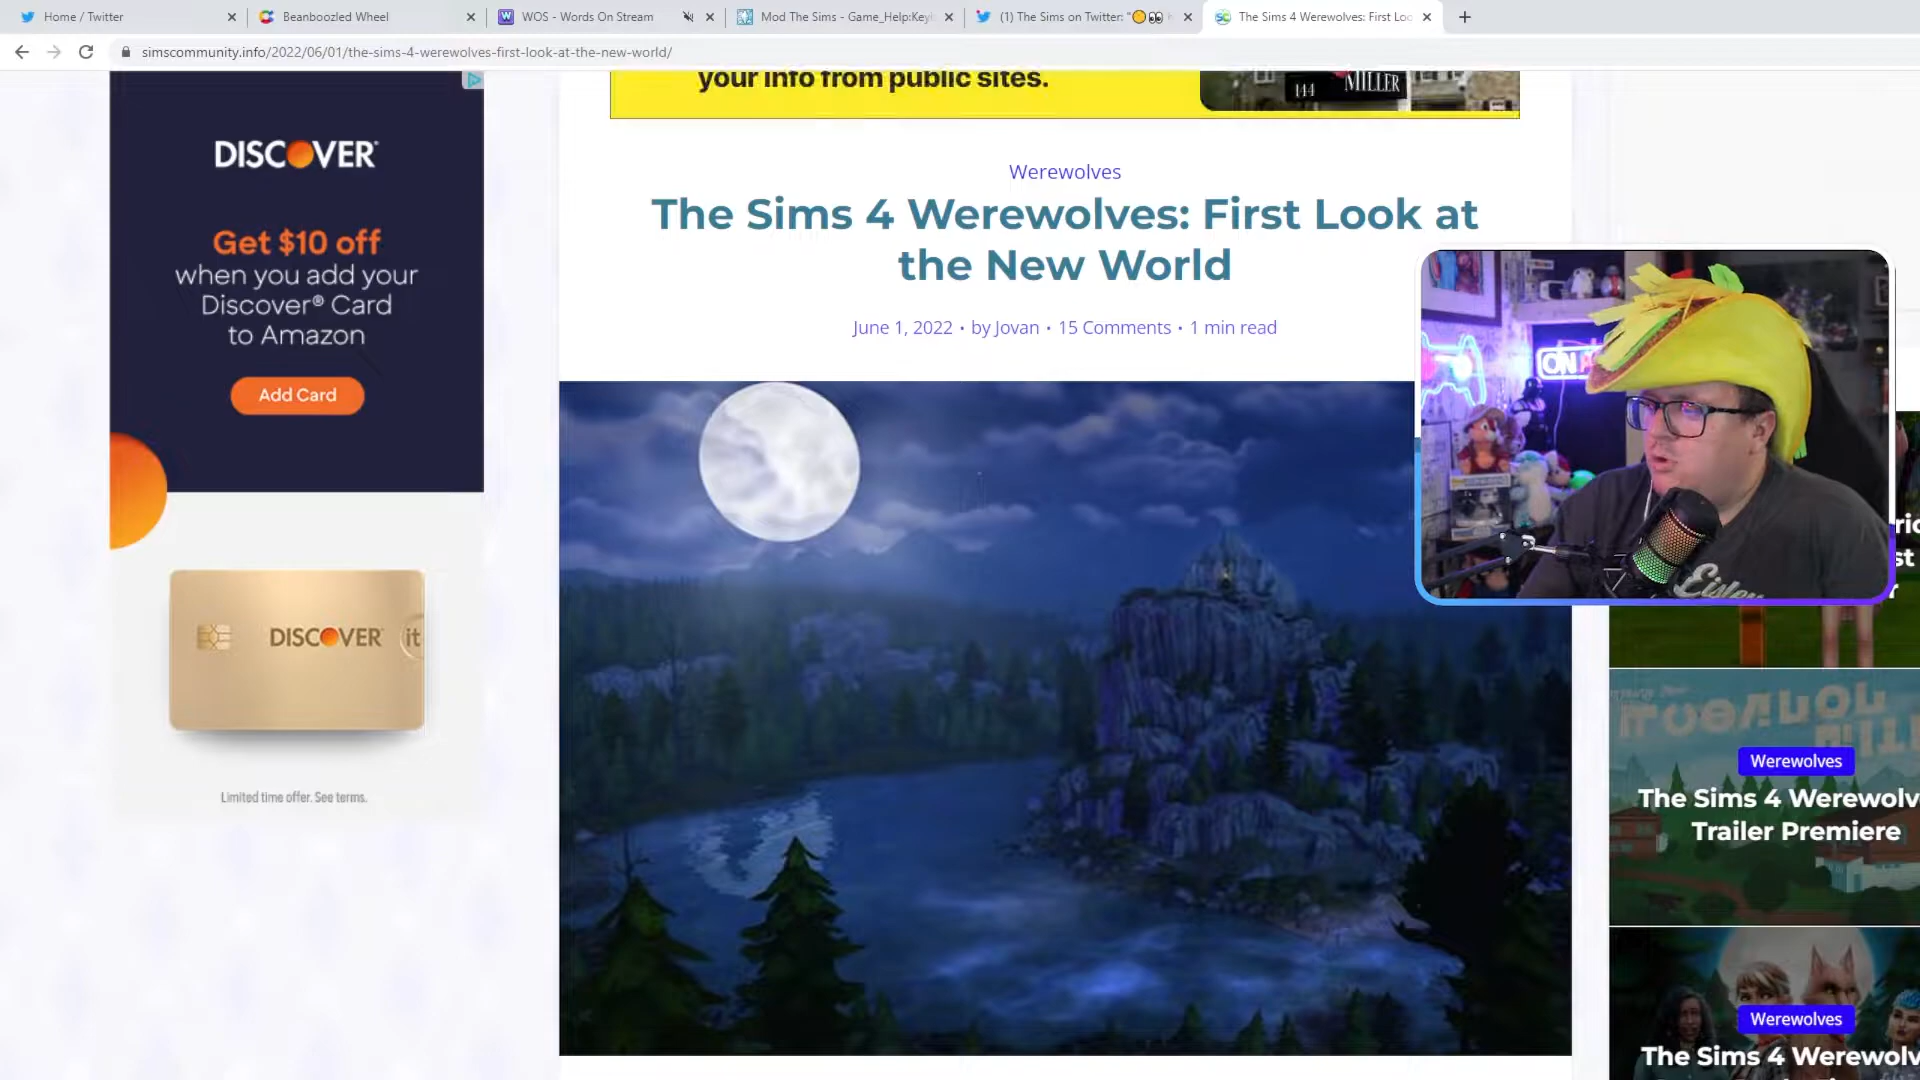 Home / Twitter
Beanboozled Wheel
WOS - Words On Stream
Mod The Sims - Game_Help:Key
(1) The Sims on Twitter: "
The Sims 4 Werewolves: First Loo
simscommunity.info/2022/06/01/the-sims-4-werewolves-first-look-at-the-new-world/
your info from public sites.
144
MILLER
DISCOVER
Get $10 off
when you add your
Discover® Card
to Amazon
Add Card
DISCOVER it
Limited time offer. See terms.
Werewolves
The Sims 4 Werewolves: First Look at
the New World
June 1, 2022 • by Jovan • 15 Comments • 1 min read
ON
Werewolves
The Sims 4 Werewolv
Trailer Premiere
Werewolves
The Sims 4 Werewolv